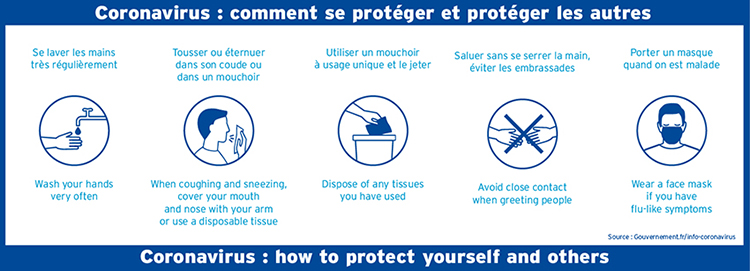 Coronavirus : comment se protéger et protéger les autres
Se laver les mains
très régulièrement
Tousser ou éternuer
dans son coude ou
dans un mouchoir
Utiliser un mouchoir
à usage unique et le jeter
Saluer sans se serrer la main,
éviter les embrassades
Porter un masque
quand on est malade
Wash your hands
very often
When coughing and sneezing,
cover your mouth
and nose with your arm
or use a disposable tissue
Dispose of any tissues
you have used
Avoid close contact
when greeting people
Wear a face mask
if you have
flu-like symptoms
Source : Gouvernement.fr/info-coronavirus
Coronavirus : how to protect yourself and others